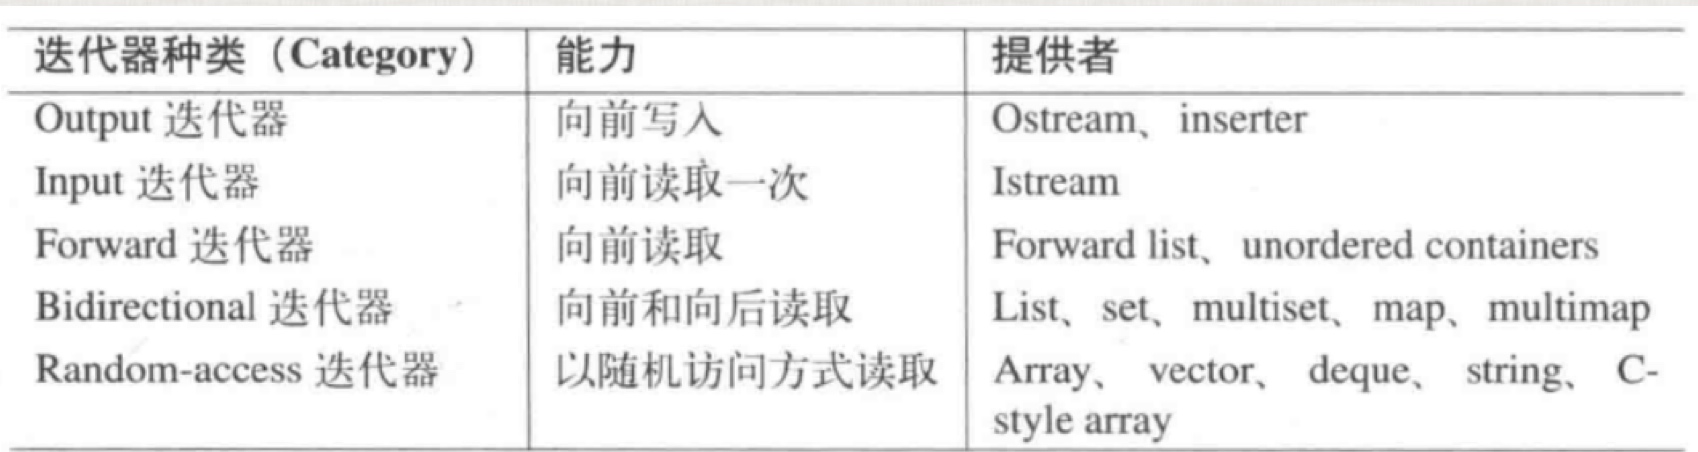 迭代器种类（Category） 能力 提供者
Output 迭代器 向前写入 Ostream、inserter
Input 迭代器 向前读取一次 Istream
Forward 迭代器 向前读取 Forward list、unordered containers
Bidirectional 迭代器 向前和向后读取 List、set、multiset、map、multimap
Random-access 迭代器 以随机访问方式读取 Array、vector、deque、string、C-
style array